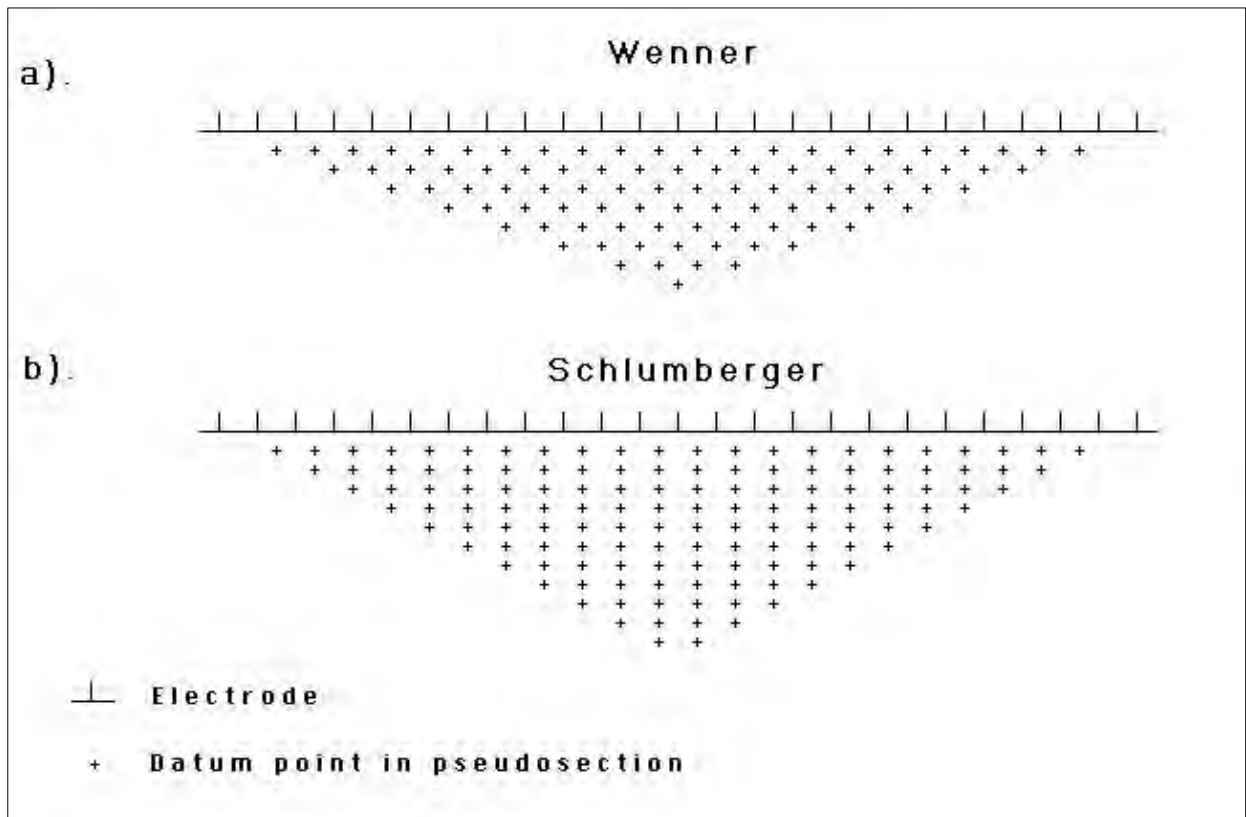 Wenner
a).
Schlumberger
b).
Electrode
+ Datum point in pseudosection